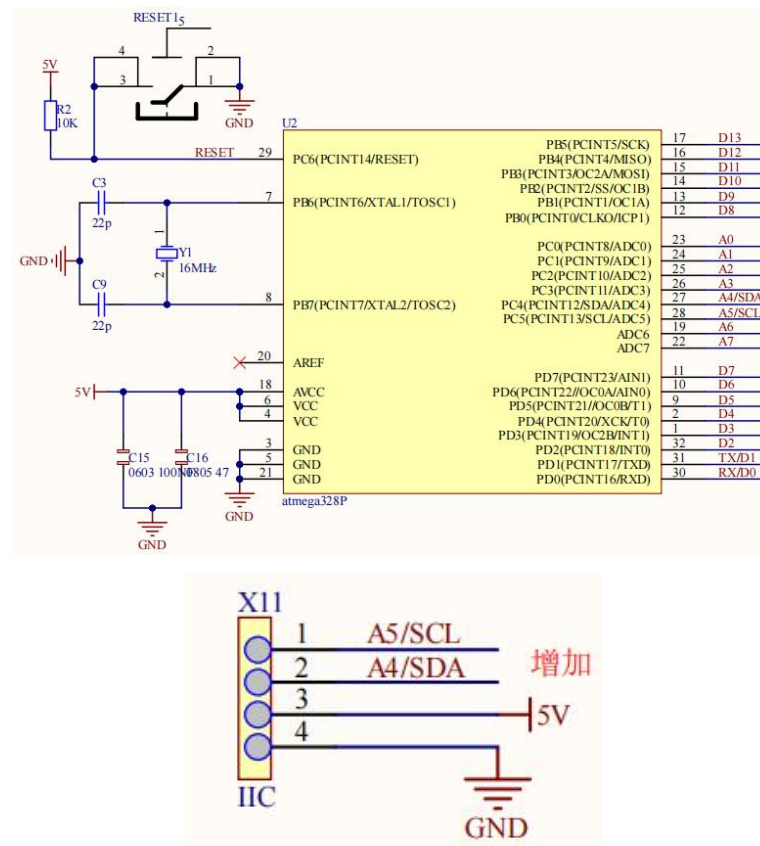 RESET1
5
4
2
5V
3
1
R2
10K
GND
U2
RESET
29
PC6(PCINT14/RESET)
PB5(PCINT5/SCK)
17
D13
PB4(PCINT4/MISO)
16
D12
PB3(PCINT3/OC2A/MOSI)
15
D11
PB2(PCINT2/SS/OC1B)
14
D10
PB1(PCINT1/OC1A)
13
D9
PB0(PCINT0/CLKO/ICP1)
12
D8
C3
22p
7
PB6(PCINT6/XTAL1/TOSC1)
GND
1
Y1
16MHz
2
C9
22p
8
PB7(PCINT7/XTAL2/TOSC2)
PC0(PCINT8/ADC0)
23
A0
PC1(PCINT9/ADC1)
24
A1
PC2(PCINT10/ADC2)
25
A2
PC3(PCINT11/ADC3)
26
A3
PC4(PCINT12/SDA/ADC4)
27
A4/SDA
PC5(PCINT13/SCL/ADC5)
28
A5/SCL
ADC6
19
A6
ADC7
22
A7
20
AREF
5V
18
AVCC
6
VCC
4
VCC
PD7(PCINT23/AIN1)
11
D7
PD6(PCINT22//OC0A/AIN0)
10
D6
PD5(PCINT21//OC0B/T1)
9
D5
PD4(PCINT20/XCK/T0)
2
D4
PD3(PCINT19/OC2B/INT1)
1
D3
PD2(PCINT18/INT0)
32
D2
PD1(PCINT17/TXD)
31
TX/D1
PD0(PCINT16/RXD)
30
RX/D0
C15
0603 100N
C16
0805 47
3
GND
5
GND
21
GND
GND
GND
atmega328P
X11
1
A5/SCL
2
A4/SDA
增加
3
5V
4
IIC
GND